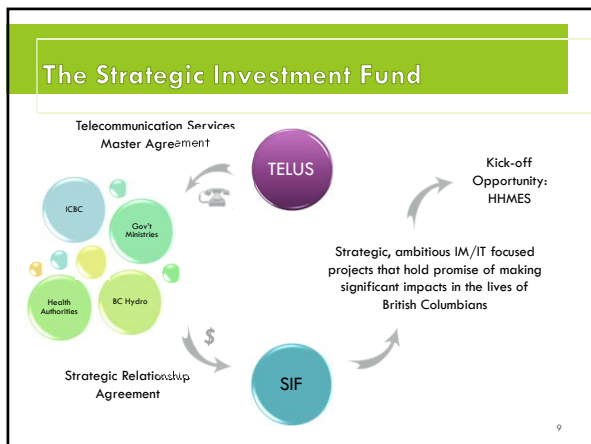 The Strategic Investment Fund
Telecommunication Services
Master Agreement
TELUS
ICBC
Gov't
Ministries
Health
Authorities
BC Hydro
$
Strategic Relationship
Agreement
SIF
Strategic, ambitious IM/IT focused
projects that hold promise of making
significant impacts in the lives of
British Columbians
Kick-off
Opportunity:
HHMES
9